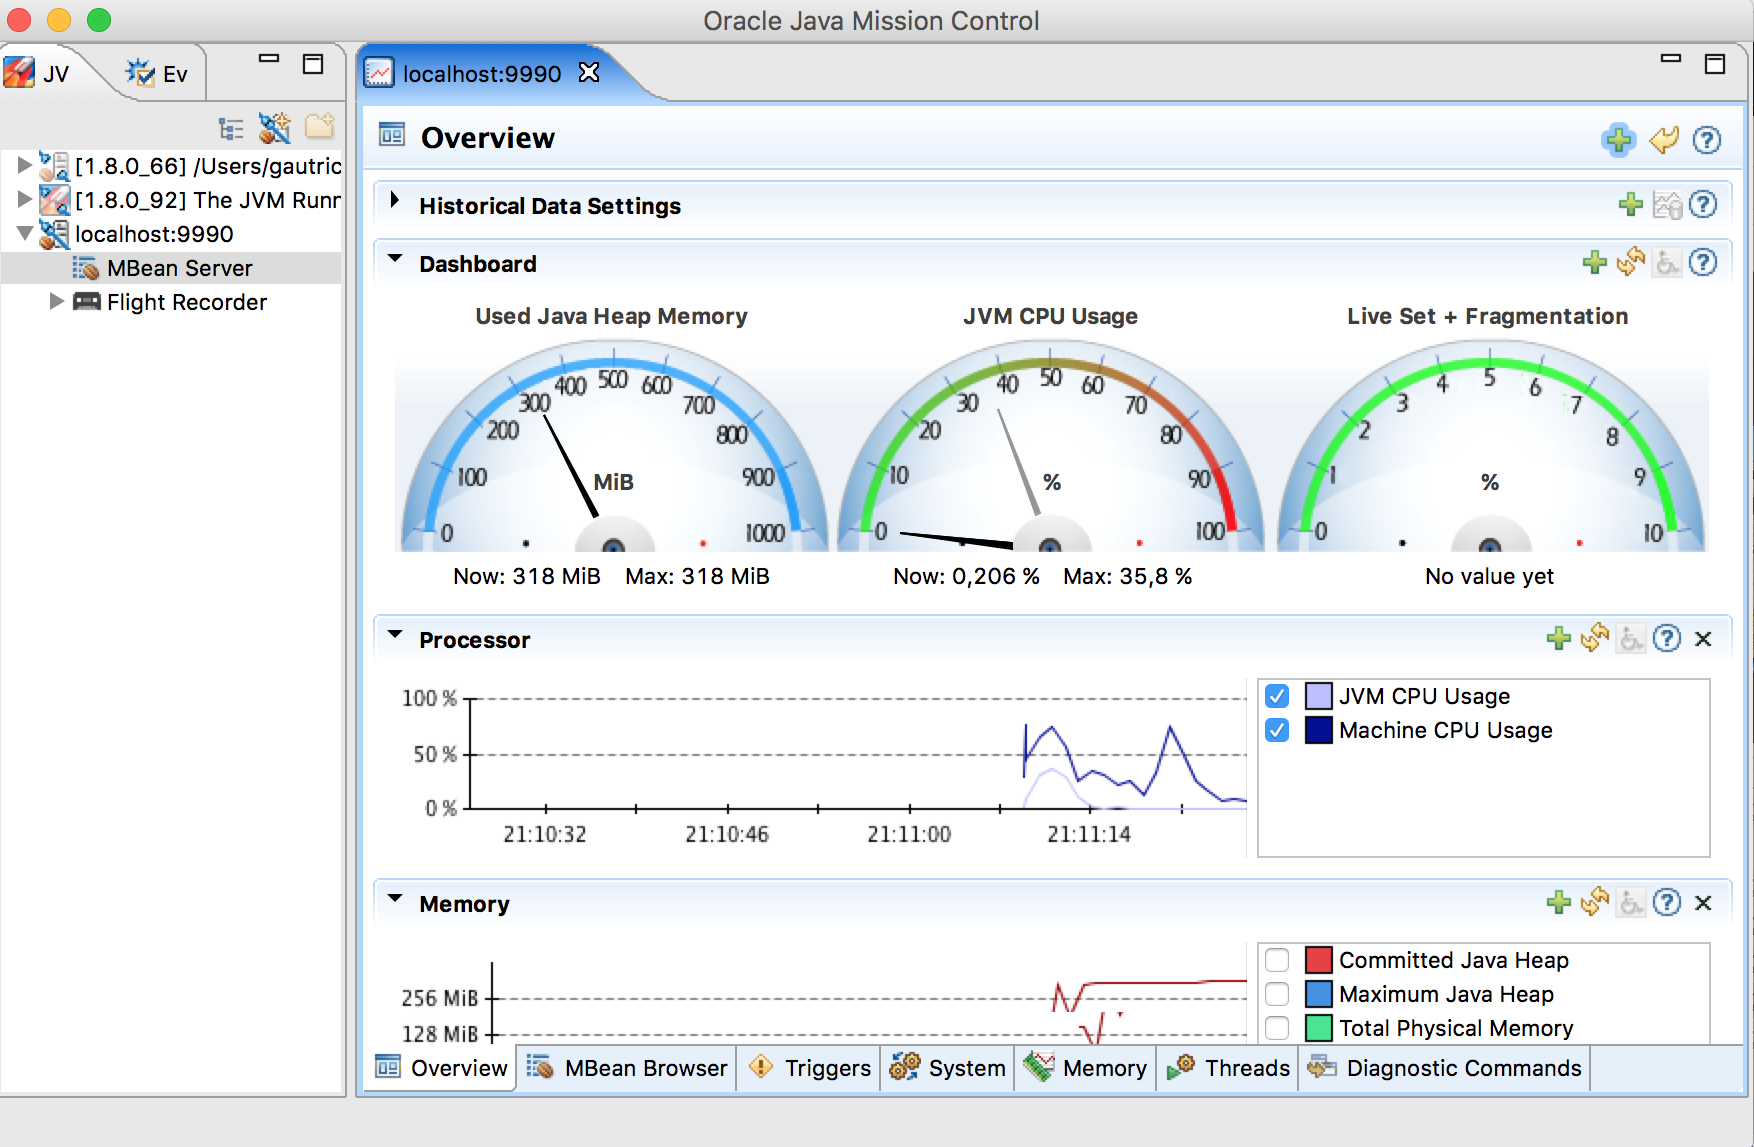 Oracle Java Mission Control
JV
Ev
localhost:9990
[1.8.0_66] /Users/gautric
[1.8.0_92] The JVM Runn
localhost:9990
MBean Server
Flight Recorder
Overview
Historical Data Settings
Dashboard
Used Java Heap Memory
0 100 200 300 400 500 600 700 800 900 1000
MiB
Now: 318 MiB Max: 318 MiB
JVM CPU Usage
0 10 20 30 40 50 60 70 80 90 100
%
Now: 0,206 % Max: 35,8 %
Live Set + Fragmentation
0 1 2 3 4 5 6 7 8 9 10
%
No value yet
Processor
100 %
50 %
0 %
21:10:32 21:10:46 21:11:00 21:11:14
JVM CPU Usage
Machine CPU Usage
Memory
256 MiB
128 MiB
Committed Java Heap
Maximum Java Heap
Total Physical Memory
Overview
MBean Browser
Triggers
System
Memory
Threads
Diagnostic Commands